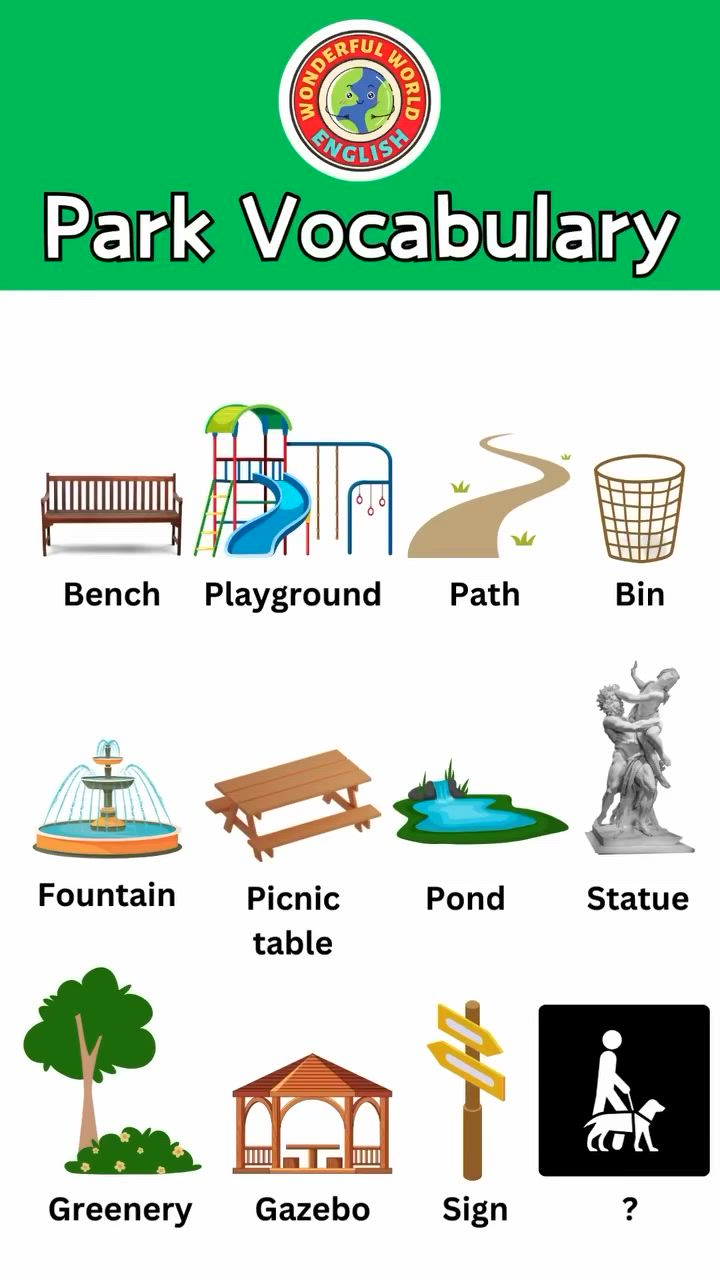 WONDERFUL WORLD
ENGLISH
Park Vocabulary
Bench
Playground
Path
Bin
Fountain
Picnic
table
Pond
Statue
Greenery
Gazebo
Sign
?